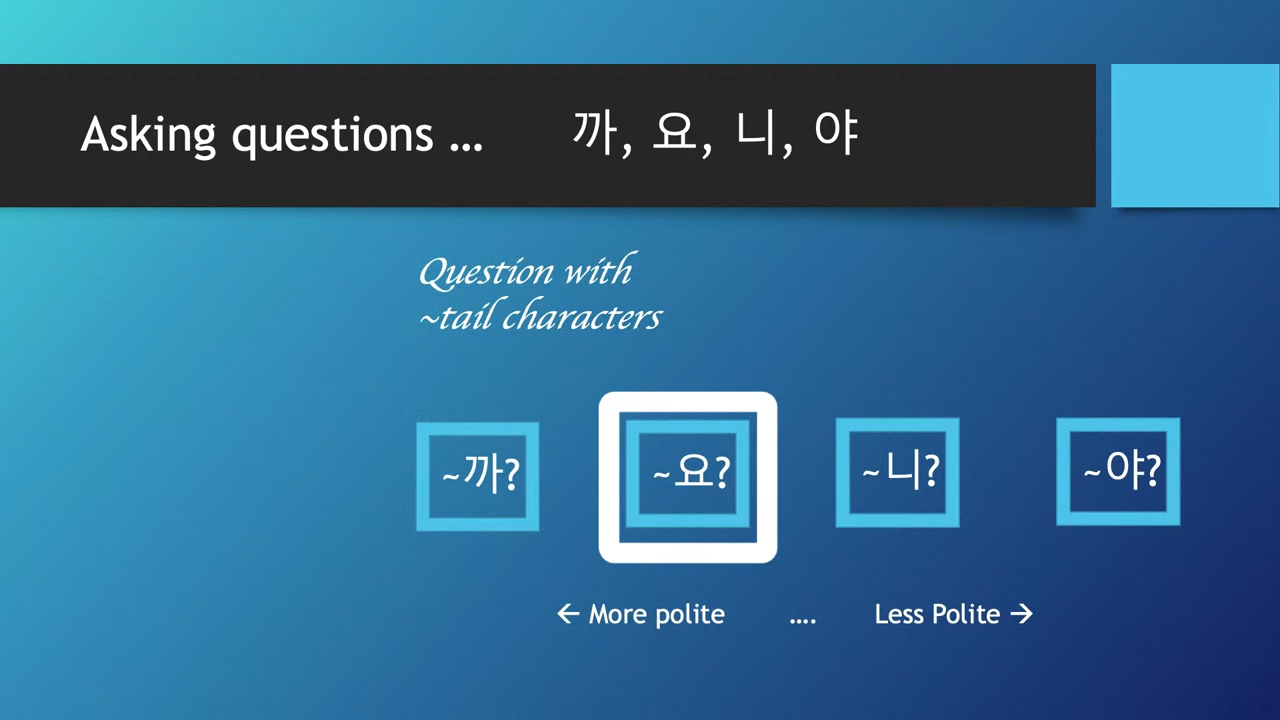 Asking questions … 까, 요, 니, 야
Question with
~tail characters
~까? ~요? ~니? ~야?
← More polite …. Less Polite →